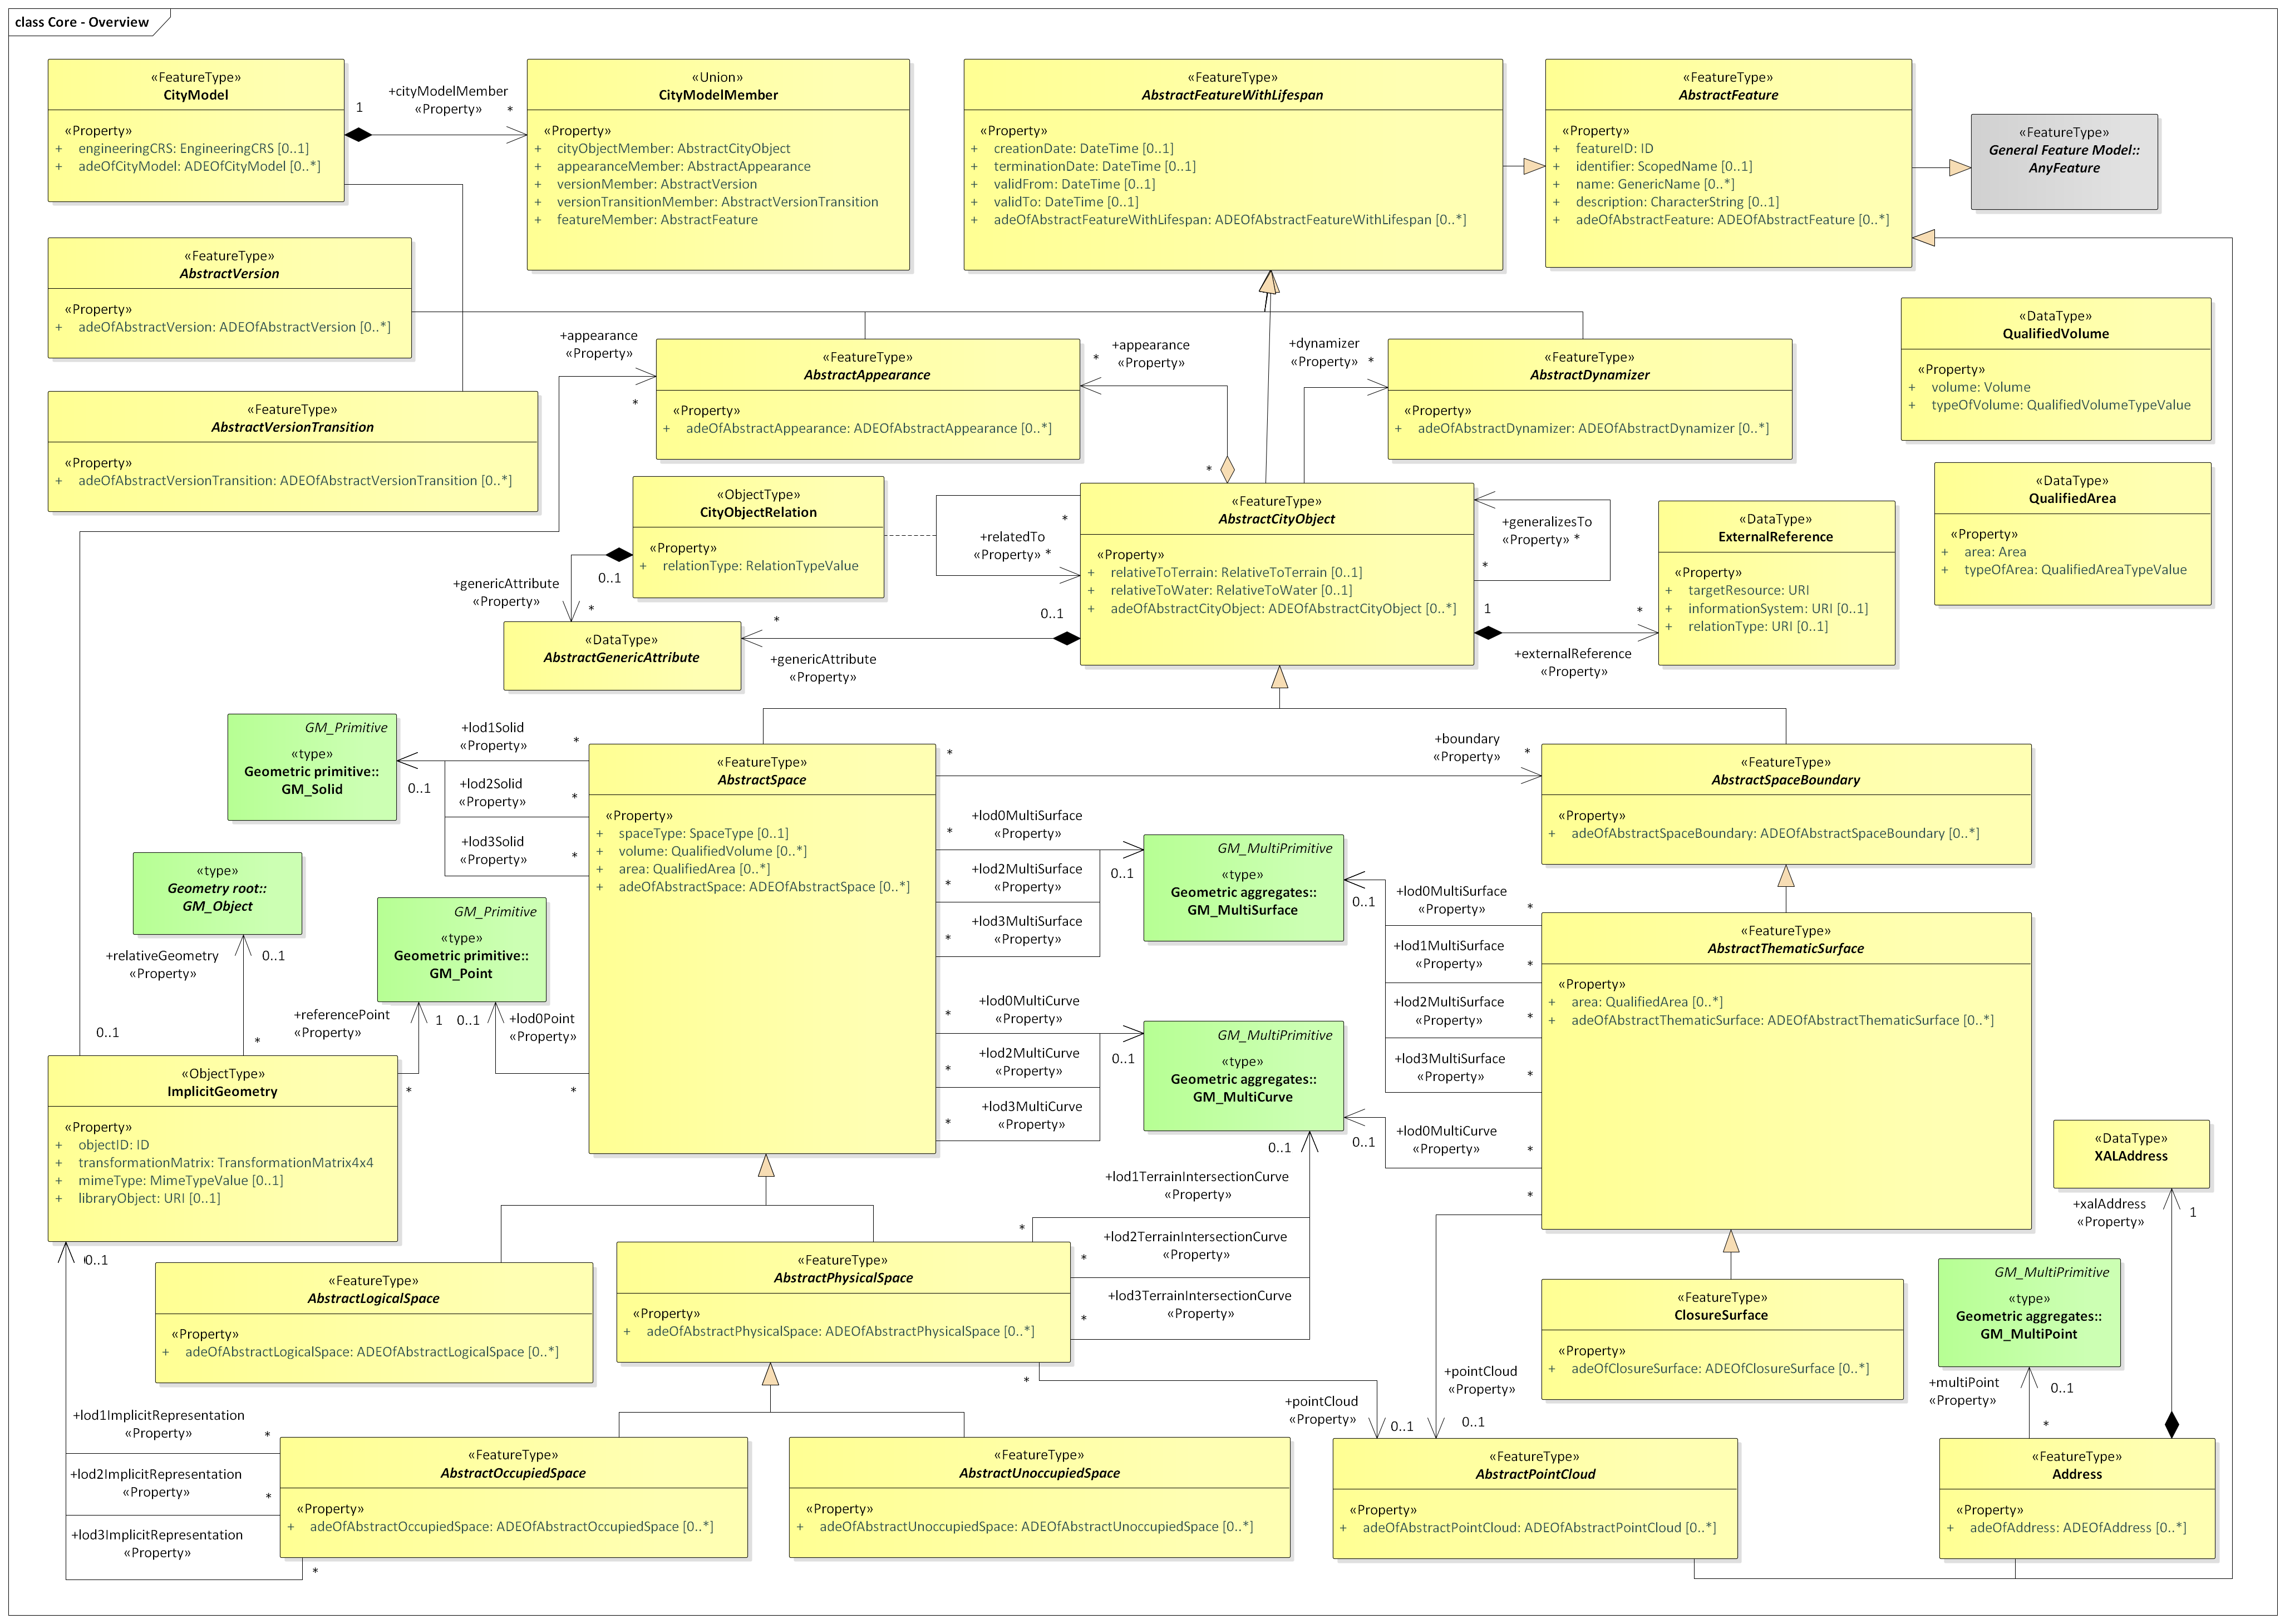 class Core - Overview
«FeatureType»
CityModel
«Property»
+ engineeringCRS: EngineeringCRS [0..1]
+ adeOfCityModel: ADEOfCityModel [0..*]
1
+cityModelMember
«Property»
*
«Union»
CityModelMember
«Property»
+ cityObjectMember: AbstractCityObject
+ appearanceMember: AbstractAppearance
+ versionMember: AbstractVersion
+ versionTransitionMember: AbstractVersionTransition
+ featureMember: AbstractFeature
«FeatureType»
AbstractFeatureWithLifespan
«Property»
+ creationDate: DateTime [0..1]
+ terminationDate: DateTime [0..1]
+ validFrom: DateTime [0..1]
+ validTo: DateTime [0..1]
+ adeOfAbstractFeatureWithLifespan: ADEOfAbstractFeatureWithLifespan [0..*]
«FeatureType»
AbstractFeature
«Property»
+ featureID: ID
+ identifier: ScopedName [0..1]
+ name: GenericName [0..*]
+ description: CharacterString [0..1]
+ adeOfAbstractFeature: ADEOfAbstractFeature [0..*]
«FeatureType»
General Feature Model::
AnyFeature
«FeatureType»
AbstractVersion
«Property»
+ adeOfAbstractVersion: ADEOfAbstractVersion [0..*]
«FeatureType»
AbstractVersionTransition
«Property»
+ adeOfAbstractVersionTransition: ADEOfAbstractVersionTransition [0..*]
+appearance
«Property»
*
«FeatureType»
AbstractAppearance
«Property»
+ adeOfAbstractAppearance: ADEOfAbstractAppearance [0..*]
*
+appearance
«Property»
*
+dynamizer
«Property»
*
«FeatureType»
AbstractDynamizer
«Property»
+ adeOfAbstractDynamizer: ADEOfAbstractDynamizer [0..*]
«DataType»
QualifiedVolume
«Property»
+ volume: Volume
+ typeOfVolume: QualifiedVolumeTypeValue
«DataType»
QualifiedArea
«Property»
+ area: Area
+ typeOfArea: QualifiedAreaTypeValue
«ObjectType»
CityObjectRelation
«Property»
+ relationType: RelationTypeValue
0..1
+genericAttribute
«Property»
*
*
+relatedTo
«Property» *
«FeatureType»
AbstractCityObject
«Property»
+ relativeToTerrain: RelativeToTerrain [0..1]
+ relativeToWater: RelativeToWater [0..1]
+ adeOfAbstractCityObject: ADEOfAbstractCityObject [0..*]
+generalizesTo
«Property» *
*
0..1
*
+genericAttribute
«Property»
«DataType»
AbstractGenericAttribute
1
*
+externalReference
«Property»
«DataType»
ExternalReference
«Property»
+ targetResource: URI
+ informationSystem: URI [0..1]
+ relationType: URI [0..1]
GM_Primitive
«type»
Geometric primitive::
GM_Solid
0..1
+lod1Solid
«Property»
*
+lod2Solid
«Property»
*
+lod3Solid
«Property»
*
«FeatureType»
AbstractSpace
«Property»
+ spaceType: SpaceType [0..1]
+ volume: QualifiedVolume [0..*]
+ area: QualifiedArea [0..*]
+ adeOfAbstractSpace: ADEOfAbstractSpace [0..*]
*
+boundary
«Property»
*
«FeatureType»
AbstractSpaceBoundary
«Property»
+ adeOfAbstractSpaceBoundary: ADEOfAbstractSpaceBoundary [0..*]
+lod0MultiSurface
«Property»
*
+lod2MultiSurface
«Property»
*
+lod3MultiSurface
«Property»
*
0..1
GM_MultiPrimitive
«type»
Geometric aggregates::
GM_MultiSurface
0..1
+lod0MultiSurface
«Property»
*
+lod1MultiSurface
«Property»
*
+lod2MultiSurface
«Property»
*
+lod3MultiSurface
«Property»
*
«FeatureType»
AbstractThematicSurface
«Property»
+ area: QualifiedArea [0..*]
+ adeOfAbstractThematicSurface: ADEOfAbstractThematicSurface [0..*]
«type»
Geometry root::
GM_Object
+relativeGeometry
«Property»
0..1
*
GM_Primitive
«type»
Geometric primitive::
GM_Point
+referencePoint
«Property»
1
*
0..1
+lod0Point
«Property»
*
0..1
«ObjectType»
ImplicitGeometry
«Property»
+ objectID: ID
+ transformationMatrix: TransformationMatrix4x4
+ mimeType: MimeTypeValue [0..1]
+ libraryObject: URI [0..1]
0..1
+lod0MultiCurve
«Property»
*
+lod2MultiCurve
«Property»
*
+lod3MultiCurve
«Property»
*
0..1
GM_MultiPrimitive
«type»
Geometric aggregates::
GM_MultiCurve
0..1
+lod0MultiCurve
«Property»
*
0..1
+lod1TerrainIntersectionCurve
«Property»
*
+lod2TerrainIntersectionCurve
«Property»
*
+lod3TerrainIntersectionCurve
«Property»
*
*
«DataType»
XALAddress
+xalAddress
«Property»
1
«FeatureType»
AbstractLogicalSpace
«Property»
+ adeOfAbstractLogicalSpace: ADEOfAbstractLogicalSpace [0..*]
«FeatureType»
AbstractPhysicalSpace
«Property»
+ adeOfAbstractPhysicalSpace: ADEOfAbstractPhysicalSpace [0..*]
*
+pointCloud
«Property»
0..1
+pointCloud
«Property»
0..1
«FeatureType»
ClosureSurface
«Property»
+ adeOfClosureSurface: ADEOfClosureSurface [0..*]
GM_MultiPrimitive
«type»
Geometric aggregates::
GM_MultiPoint
+multiPoint
«Property»
0..1
*
+lod1ImplicitRepresentation
«Property»
*
+lod2ImplicitRepresentation
«Property»
*
+lod3ImplicitRepresentation
«Property»
*
«FeatureType»
AbstractOccupiedSpace
«Property»
+ adeOfAbstractOccupiedSpace: ADEOfAbstractOccupiedSpace [0..*]
«FeatureType»
AbstractUnoccupiedSpace
«Property»
+ adeOfAbstractUnoccupiedSpace: ADEOfAbstractUnoccupiedSpace [0..*]
«FeatureType»
AbstractPointCloud
«Property»
+ adeOfAbstractPointCloud: ADEOfAbstractPointCloud [0..*]
«FeatureType»
Address
«Property»
+ adeOfAddress: ADEOfAddress [0..*]